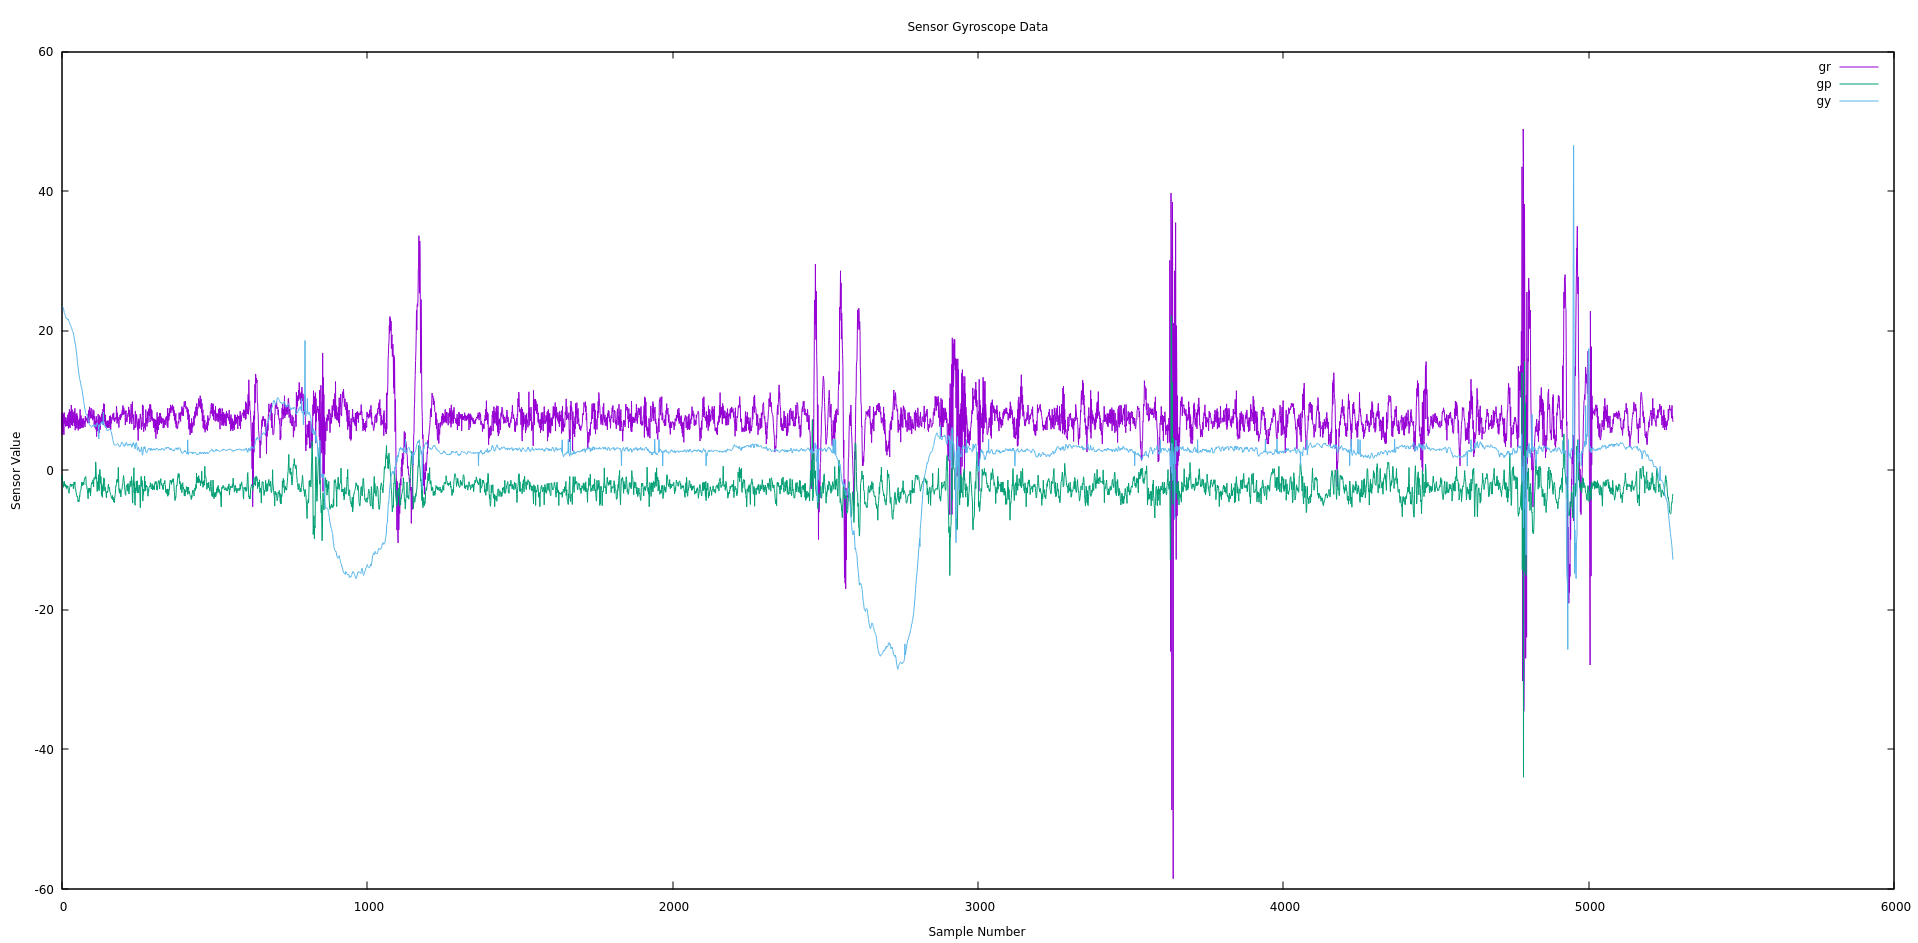 Sensor Gyroscope Data
60
gr
gp
gy
40
20
0
-20
-40
-60
Sensor Value
0 1000 2000 3000 4000 5000 6000
Sample Number